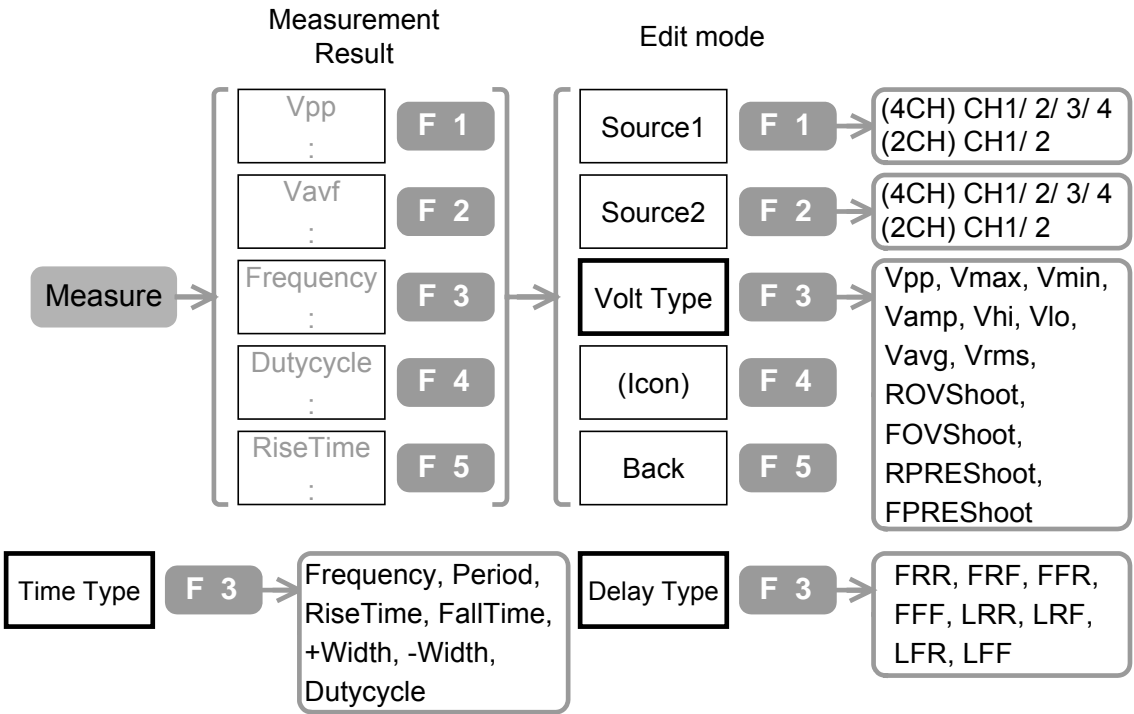 Measurement
Result
Edit mode
Vpp
:
F 1
Source1
F 1
(4CH) CH1/ 2/ 3/ 4
(2CH) CH1/ 2
Vavf
:
F 2
Source2
F 2
(4CH) CH1/ 2/ 3/ 4
(2CH) CH1/ 2
Measure
Frequency
:
F 3
Volt Type
F 3
Vpp, Vmax, Vmin,
Vamp, Vhi, Vlo,
Vavg, Vrms,
ROVShoot,
FOVShoot,
RPREShoot,
FPREShoot
Dutycycle
:
F 4
(Icon)
F 4
RiseTime
:
F 5
Back
F 5
Time Type
F 3
Frequency, Period,
RiseTime, FallTime,
+Width, -Width,
Dutycycle
Delay Type
F 3
FRR, FRF, FFR,
FFF, LRR, LRF,
LFR, LFF